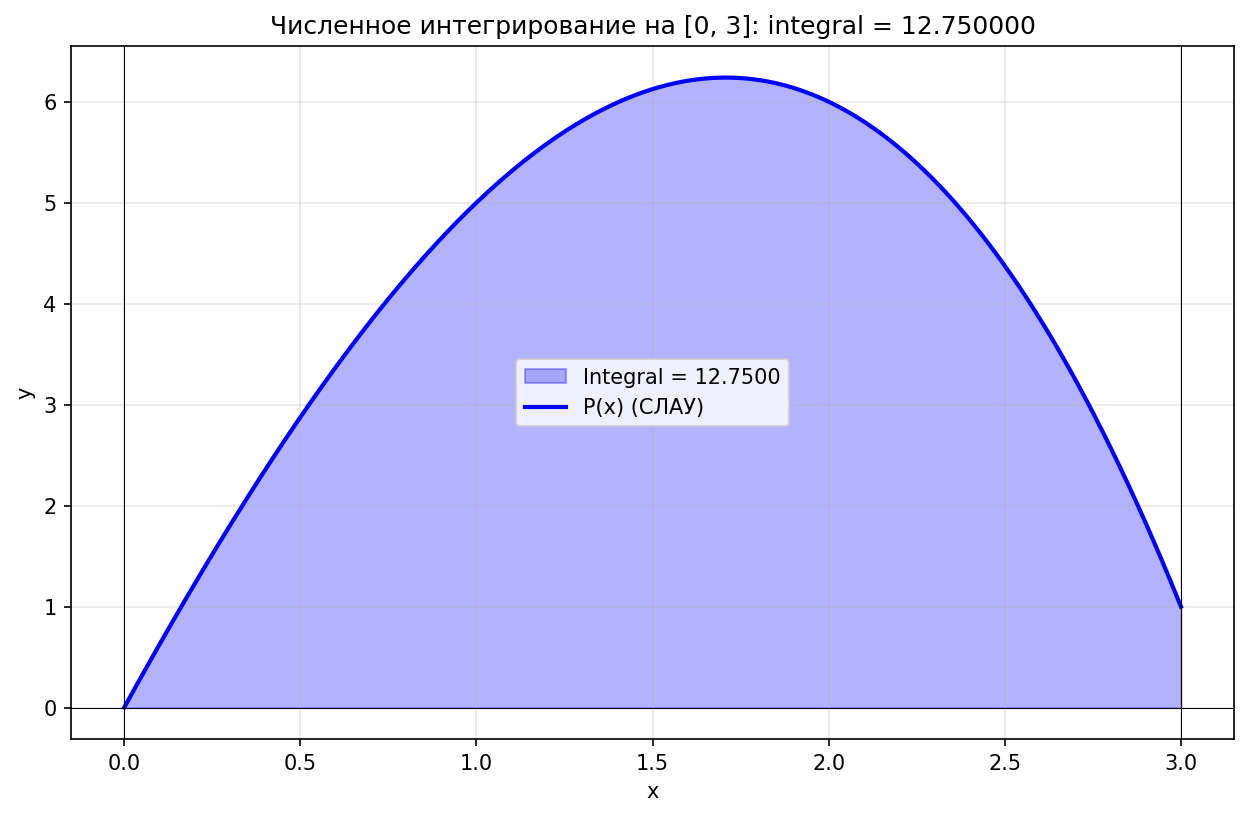 Численное интегрирование на [0, 3]: integral = 12.750000
y
6
5
4
3
2
1
0
Integral = 12.7500
P(x) (СЛАУ)
0.0 0.5 1.0 1.5 2.0 2.5 3.0
x